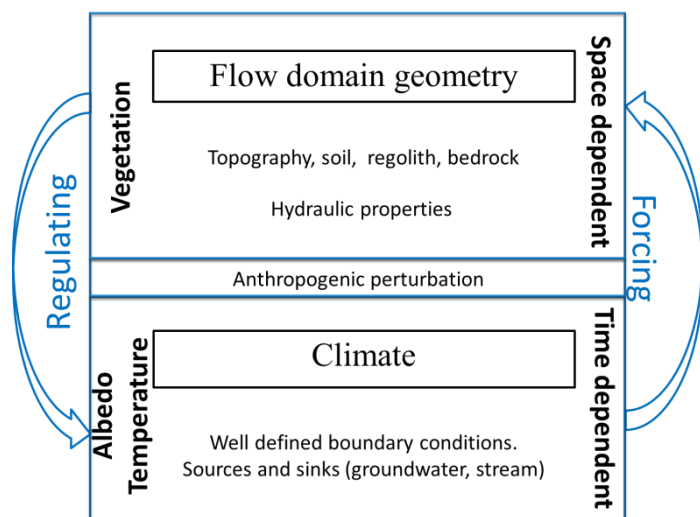 Flow domain geometry
Vegetation
Space dependent
Topography, soil, regolith, bedrock
Hydraulic properties
Regulating
Forcing
Anthropogenic perturbation
Climate
Albedo
Temperature
Time dependent
Well defined boundary conditions.
Sources and sinks (groundwater, stream)